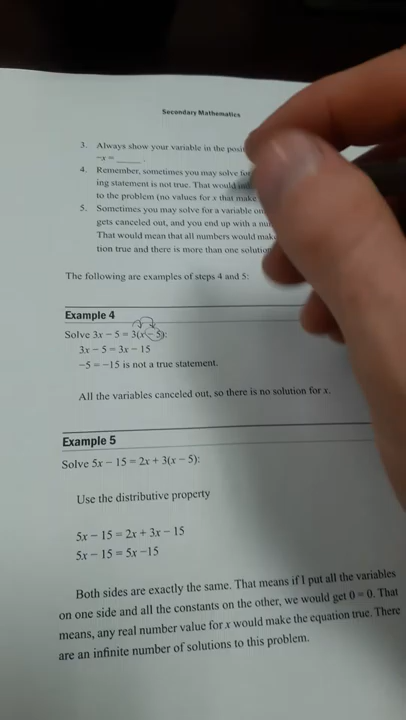 Secondary Mathematics
3. Always show your variable in the
−x = _____.
4. Remember, sometimes you may solve
ing statement is not true. That would
to the problem (no values for x that make
5. Sometimes you may solve for a variable
gets canceled out, and you end up with a
That would mean that all numbers would
tion true and there is more than one
The following are examples of steps 4 and 5:
Example 4
Solve 3x − 5 = 3(x − 5):
3x − 5 = 3x − 15
−5 = −15 is not a true statement.
All the variables canceled out, so there is no solution for x.
Example 5
Solve 5x − 15 = 2x + 3(x − 5):
Use the distributive property
5x − 15 = 2x + 3x − 15
5x − 15 = 5x −15
Both sides are exactly the same. That means if I put all the variables
on one side and all the constants on the other, we would get 0 = 0. That
means, any real number value for x would make the equation true. There
are an infinite number of solutions to this problem.